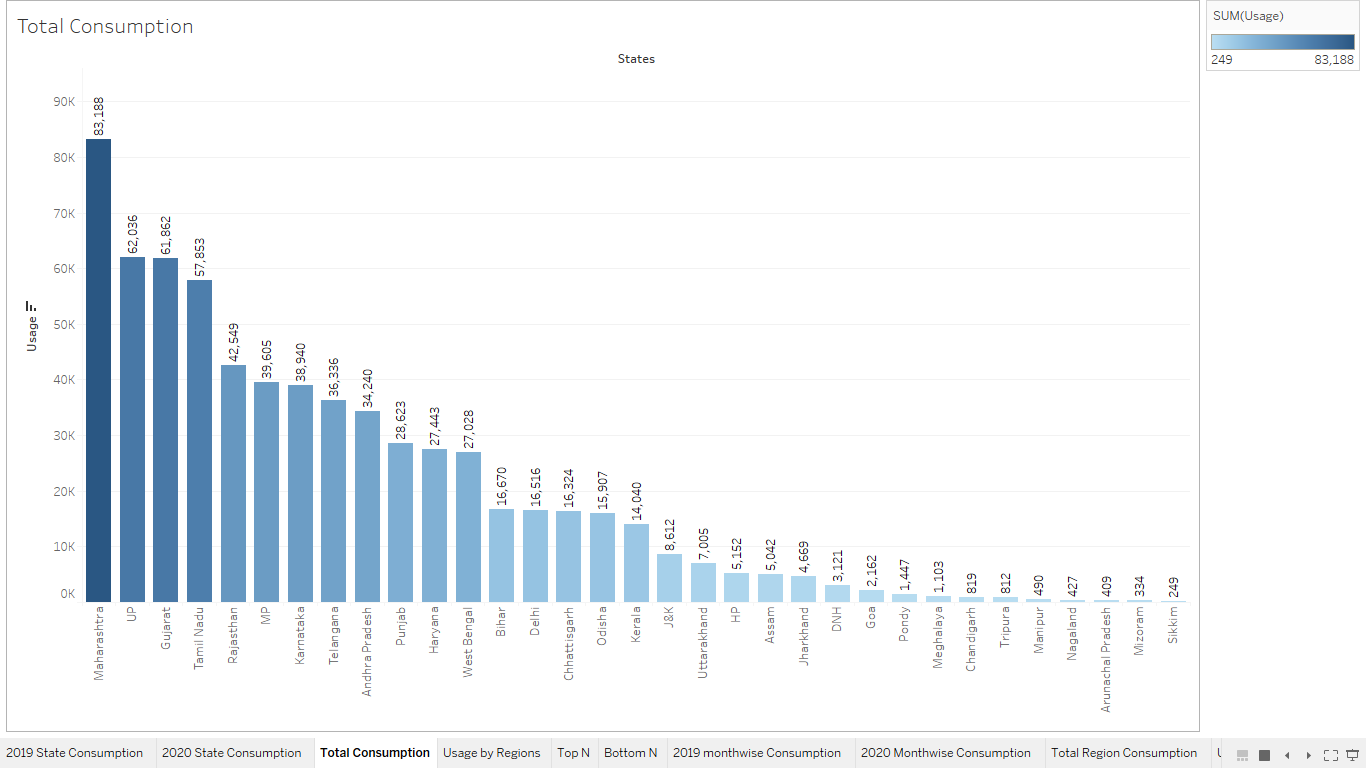 Total Consumption
SUM(Usage)
249 83,188
States
Usage
90K
80K
70K
60K
50K
40K
30K
20K
10K
0K
83,188
62,036
61,862
57,853
42,549
39,605
38,940
36,336
34,240
28,623
27,443
27,028
16,670
16,516
16,324
15,907
14,040
8,612
7,005
5,152
5,042
4,669
3,121
2,162
1,447
1,103
819
812
490
427
409
334
249
Maharashtra
UP
Gujarat
Tamil Nadu
Rajasthan
MP
Karnataka
Telangana
Andhra Pradesh
Punjab
Haryana
West Bengal
Bihar
Delhi
Chhattisgarh
Odisha
Kerala
J&K
Uttarakhand
HP
Assam
Jharkhand
DNH
Goa
Pondy
Meghalaya
Chandigarh
Tripura
Manipur
Nagaland
Arunachal Pradesh
Mizoram
Sikkim
2019 State Consumption 2020 State Consumption Total Consumption Usage by Regions Top N Bottom N 2019 monthwise Consumption 2020 Monthwise Consumption Total Region Consumption